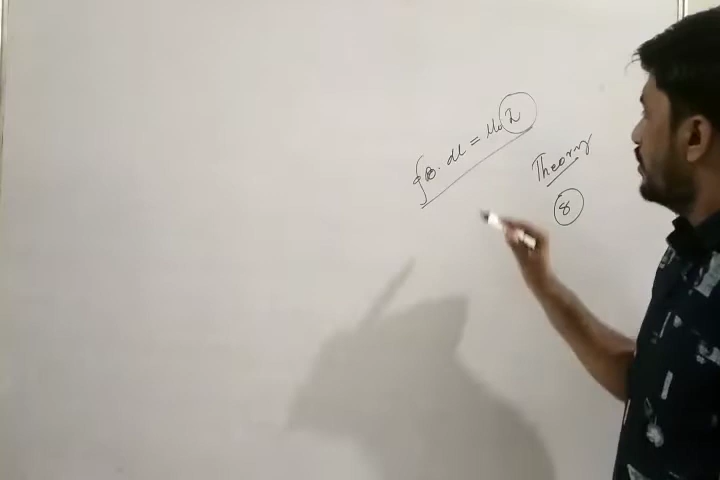 ∮B. dl = μ₀ i
Theory
8